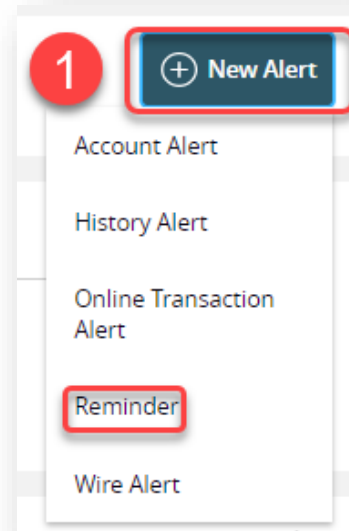 1
New Alert
Account Alert
History Alert
Online Transaction
Alert
Reminder
Wire Alert